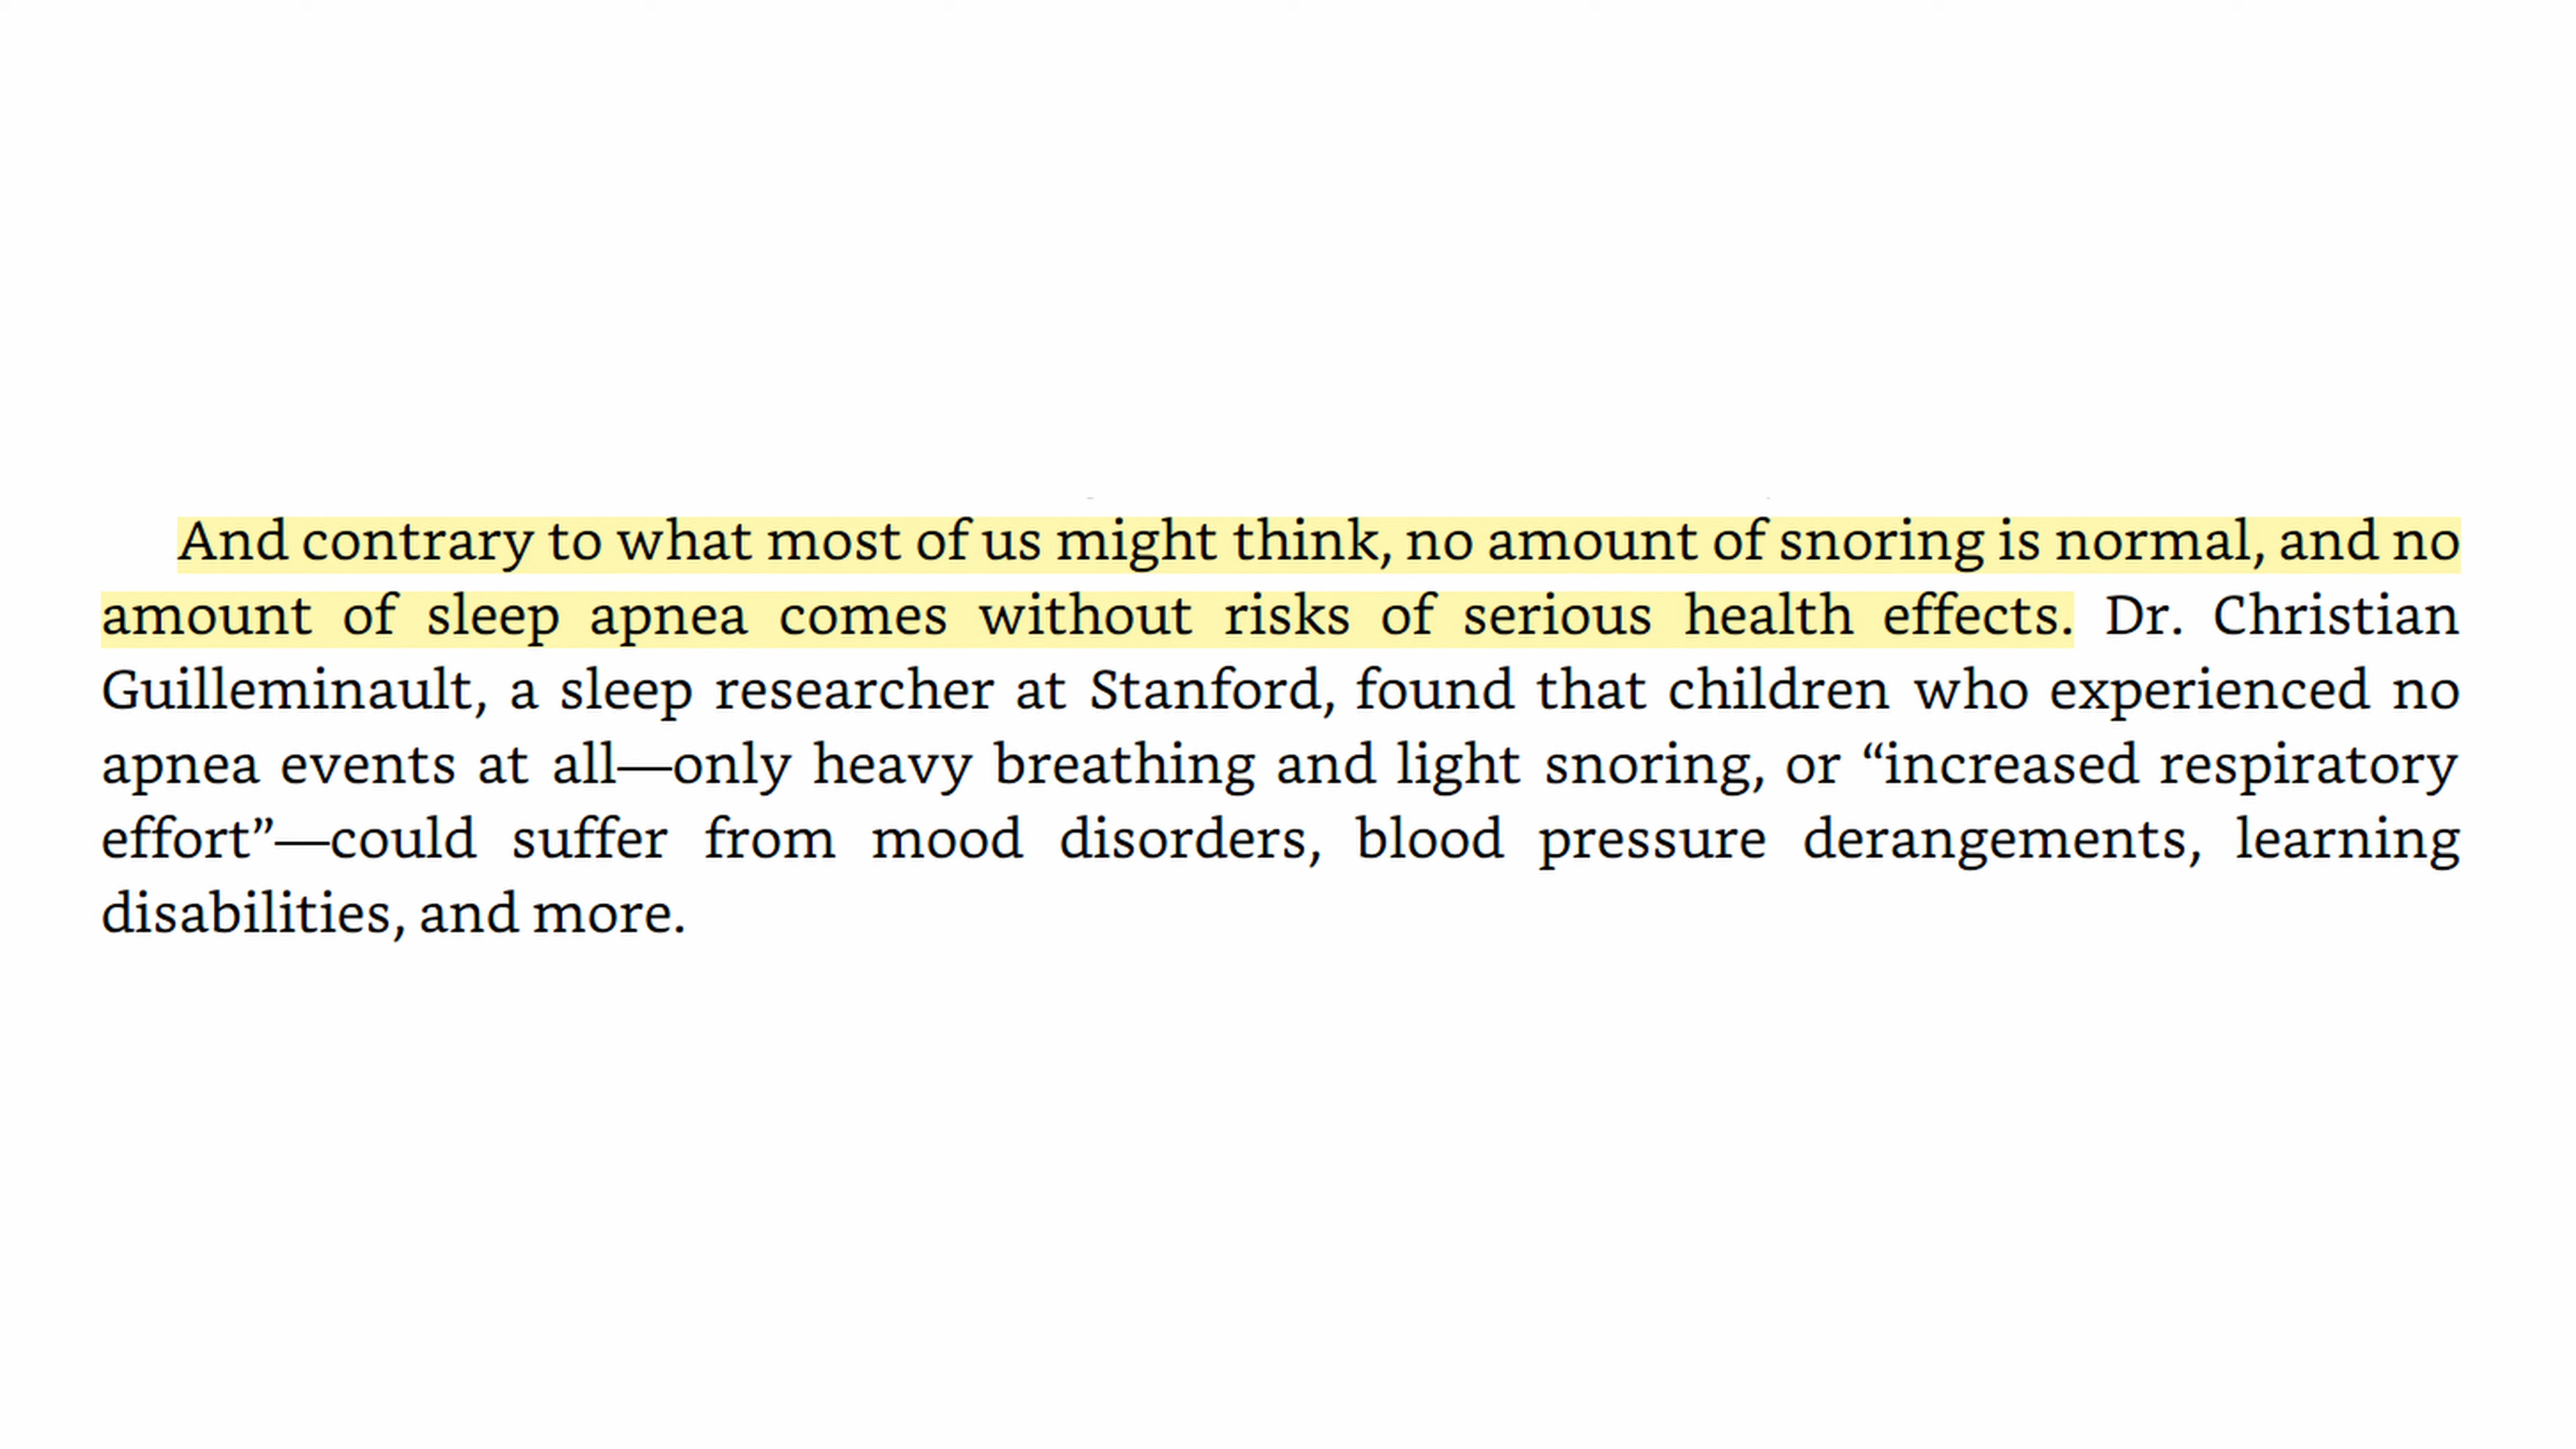 And contrary to what most of us might think, no amount of snoring is normal, and no
amount of sleep apnea comes without risks of serious health effects. Dr. Christian
Guilleminault, a sleep researcher at Stanford, found that children who experienced no
apnea events at all—only heavy breathing and light snoring, or “increased respiratory
effort”—could suffer from mood disorders, blood pressure derangements, learning
disabilities, and more.